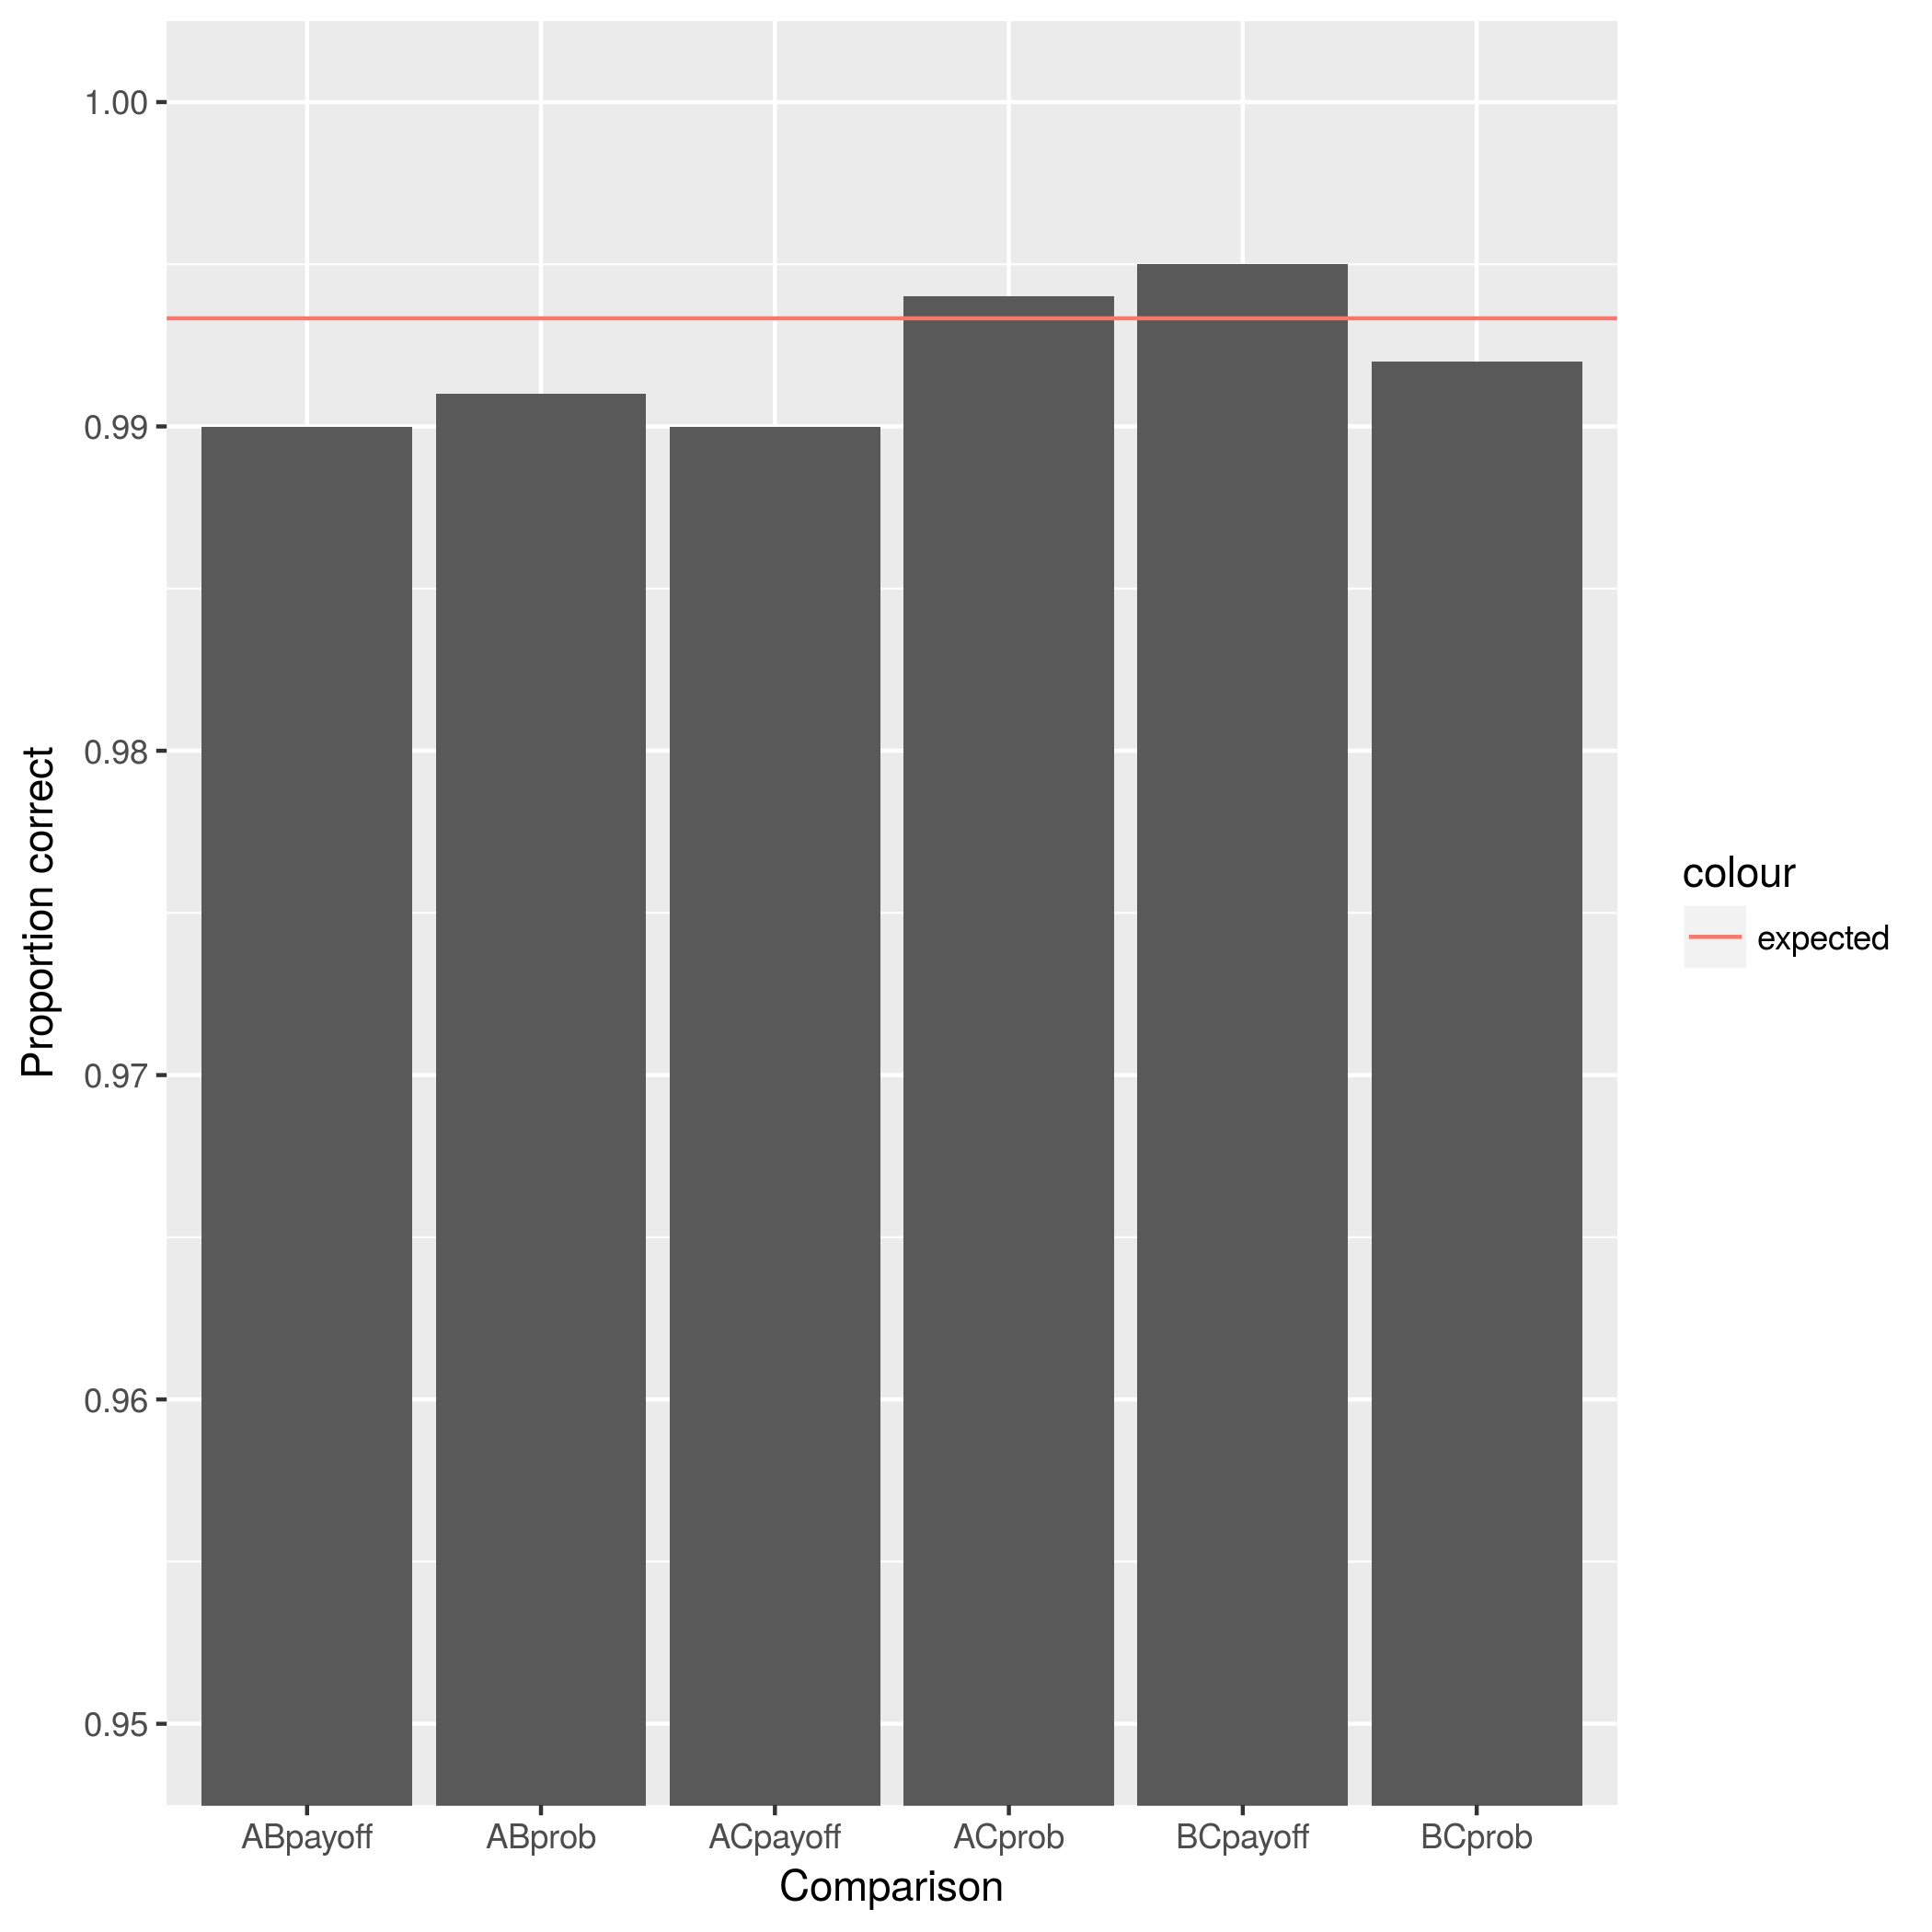 Proportion correct
1.00
0.99
0.98
0.97
0.96
0.95
ABpayoff ABprob ACpayoff ACprob BCpayoff BCprob
Comparison
colour
expected